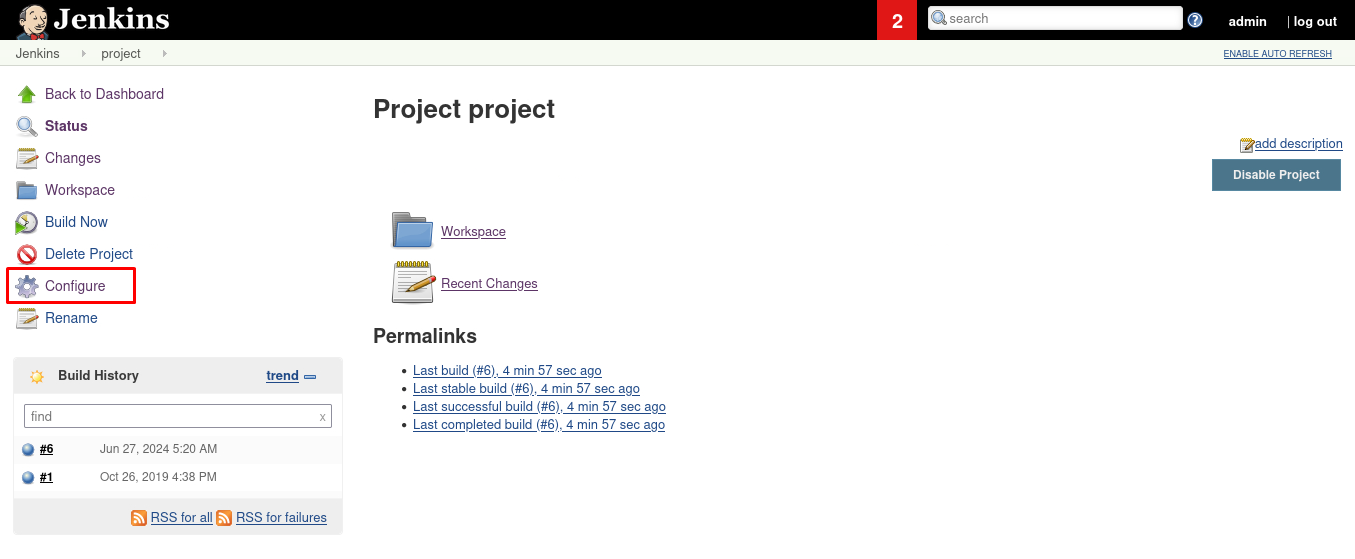 Jenkins
2
search
?
admin
| log out
Jenkins
project
ENABLE AUTO REFRESH
Back to Dashboard
Status
Changes
Workspace
Build Now
Delete Project
Configure
Rename
Project project
add description
Disable Project
Workspace
Recent Changes
Permalinks
Last build (#6), 4 min 57 sec ago
Last stable build (#6), 4 min 57 sec ago
Last successful build (#6), 4 min 57 sec ago
Last completed build (#6), 4 min 57 sec ago
Build History
trend
find
x
#6 Jun 27, 2024 5:20 AM
#1 Oct 26, 2019 4:38 PM
RSS for all RSS for failures